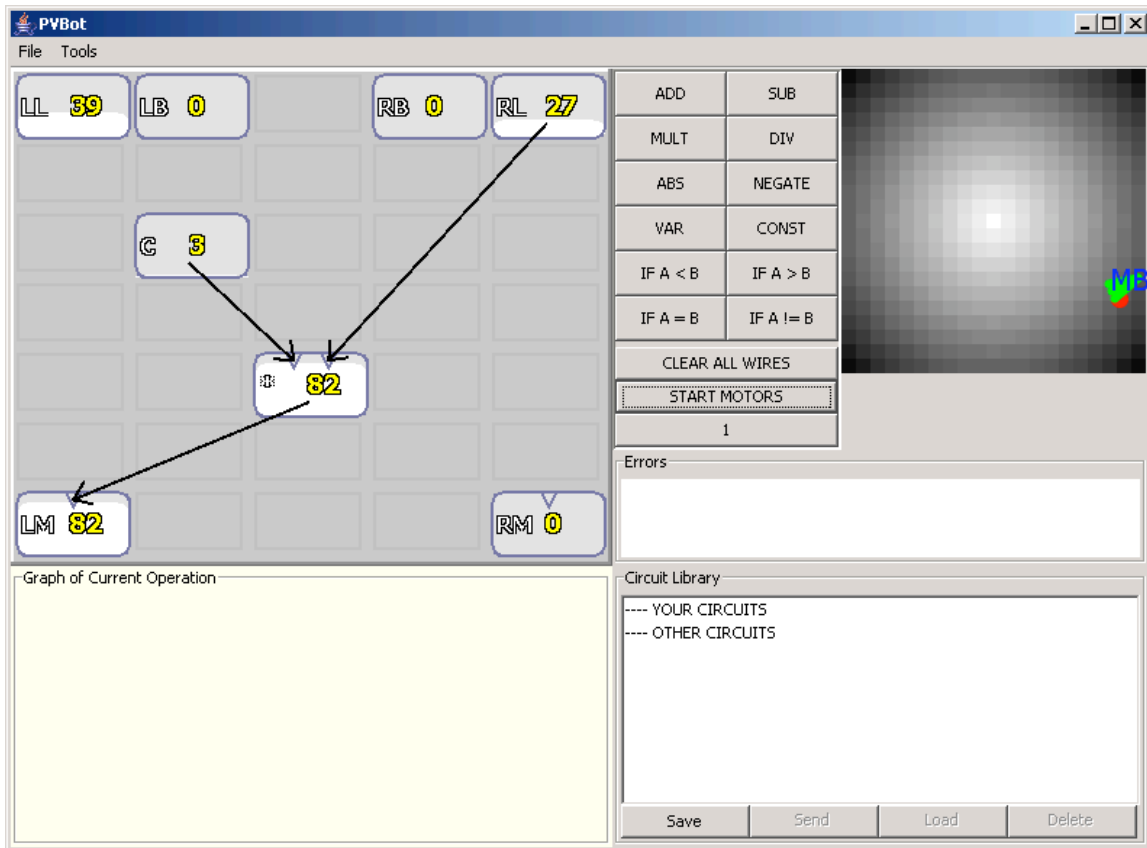 PVBot
File Tools
LL 39 LB 0 RB 0 RL 27
ADD SUB
MULT DIV
ABS NEGATE
C 3
VAR CONST
IF A < B IF A > B
MB
IF A = B IF A != B
CLEAR ALL WIRES
* 82
START MOTORS
1
Errors
LM 82 RM 0
Graph of Current Operation
Circuit Library
---- YOUR CIRCUITS
---- OTHER CIRCUITS
Save Send Load Delete